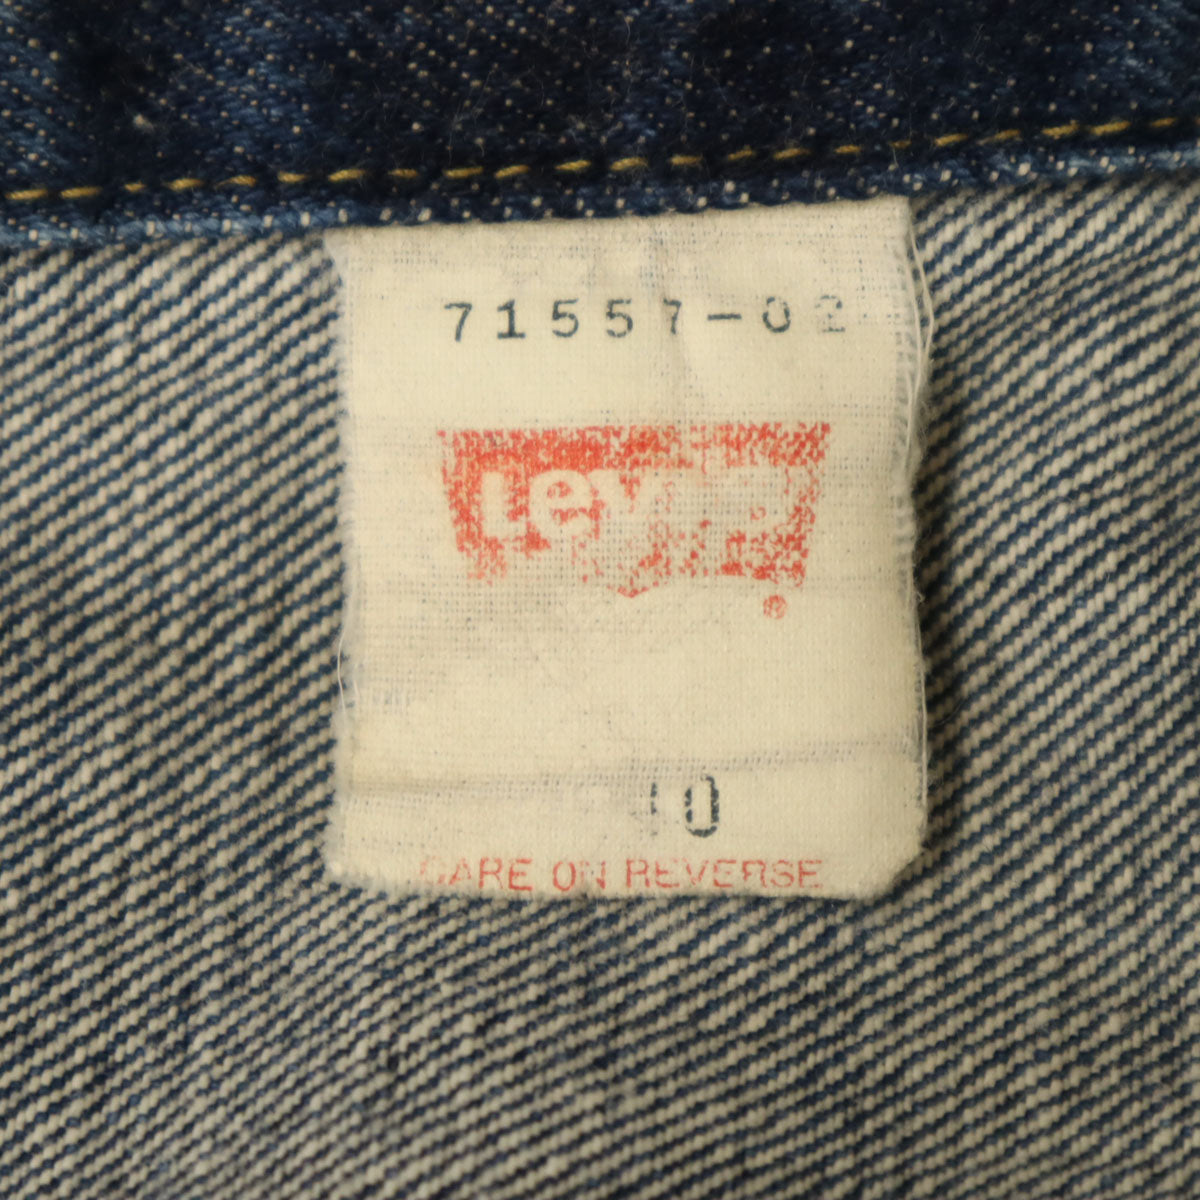 71557-02
Levi's
®
CARE ON REVERSE